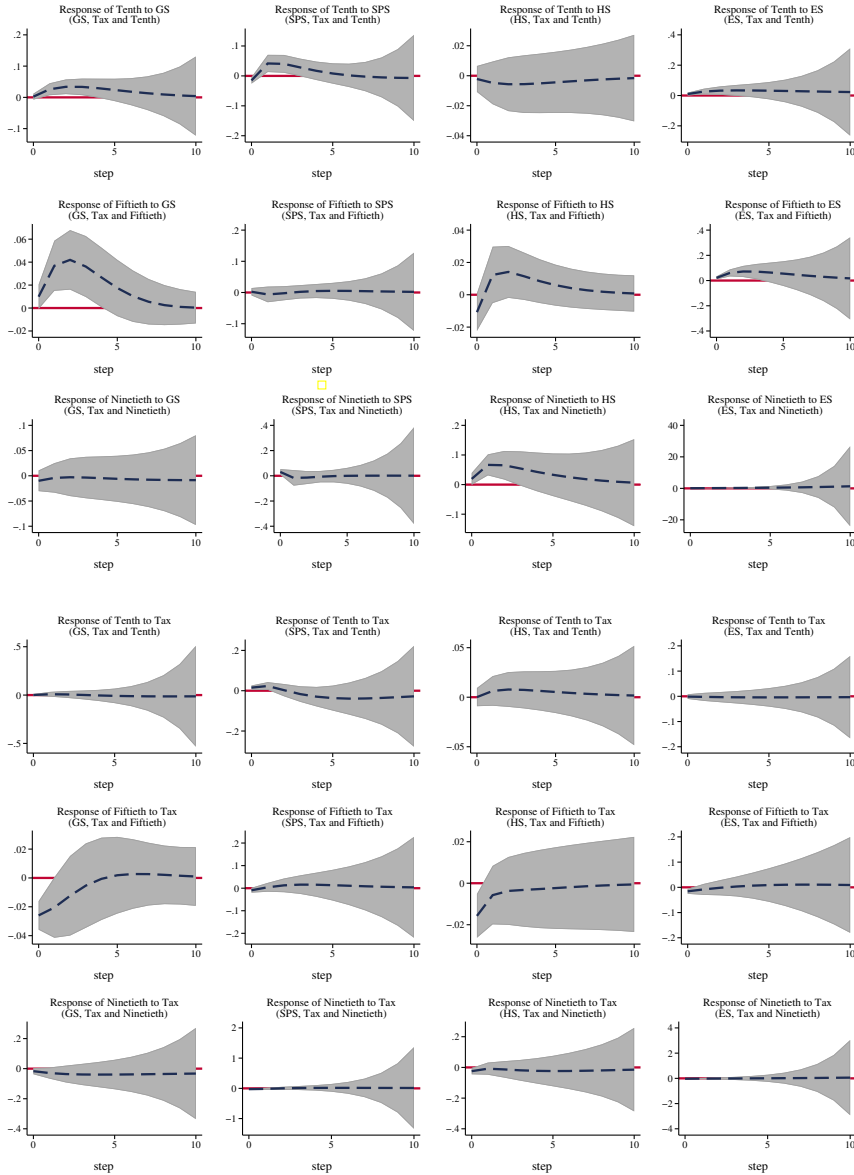 Response of Tenth to GS
(GS, Tax and Tenth)
.2
.1
0
-.1
0
5
10
step
Response of Tenth to SPS
(SPS, Tax and Tenth)
.1
0
-.1
-.2
0
5
10
step
Response of Tenth to HS
(HS, Tax and Tenth)
.02
0
-.02
-.04
0
5
10
step
Response of Tenth to ES
(ES, Tax and Tenth)
.4
.2
0
-.2
0
5
10
step
Response of Fiftieth to GS
(GS, Tax and Fiftieth)
.06
.04
.02
0
-.02
0
5
10
step
Response of Fiftieth to SPS
(SPS, Tax and Fiftieth)
.2
.1
0
-.1
0
5
10
step
Response of Fiftieth to HS
(HS, Tax and Fiftieth)
.04
.02
0
-.02
0
5
10
step
Response of Fiftieth to ES
(ES, Tax and Fiftieth)
.4
.2
0
-.2
-.4
0
5
10
step
Response of Ninetieth to GS
(GS, Tax and Ninetieth)
.1
.05
0
-.05
-.1
0
5
10
step
Response of Ninetieth to SPS
(SPS, Tax and Ninetieth)
.4
.2
0
-.2
-.4
0
5
10
step
Response of Ninetieth to HS
(HS, Tax and Ninetieth)
.2
.1
0
-.1
0
5
10
step
Response of Ninetieth to ES
(ES, Tax and Ninetieth)
40
20
0
-20
0
5
10
step
Response of Tenth to Tax
(GS, Tax and Tenth)
.5
0
-.5
0
5
10
step
Response of Tenth to Tax
(SPS, Tax and Tenth)
.2
0
-.2
0
5
10
step
Response of Tenth to Tax
(HS, Tax and Tenth)
.05
0
-.05
0
5
10
step
Response of Tenth to Tax
(ES, Tax and Tenth)
.2
.1
0
-.1
-.2
0
5
10
step
Response of Fiftieth to Tax
(GS, Tax and Fiftieth)
.02
0
-.02
-.04
0
5
10
step
Response of Fiftieth to Tax
(SPS, Tax and Fiftieth)
.2
.1
0
-.1
-.2
0
5
10
step
Response of Fiftieth to Tax
(HS, Tax and Fiftieth)
.02
0
-.02
0
5
10
step
Response of Fiftieth to Tax
(ES, Tax and Fiftieth)
.2
.1
0
-.1
-.2
0
5
10
step
Response of Ninetieth to Tax
(GS, Tax and Ninetieth)
.2
0
-.2
-.4
0
5
10
step
Response of Ninetieth to Tax
(SPS, Tax and Ninetieth)
2
1
0
-1
0
5
10
step
Response of Ninetieth to Tax
(HS, Tax and Ninetieth)
.2
0
-.2
-.4
0
5
10
step
Response of Ninetieth to Tax
(ES, Tax and Ninetieth)
4
2
0
-2
-4
0
5
10
step